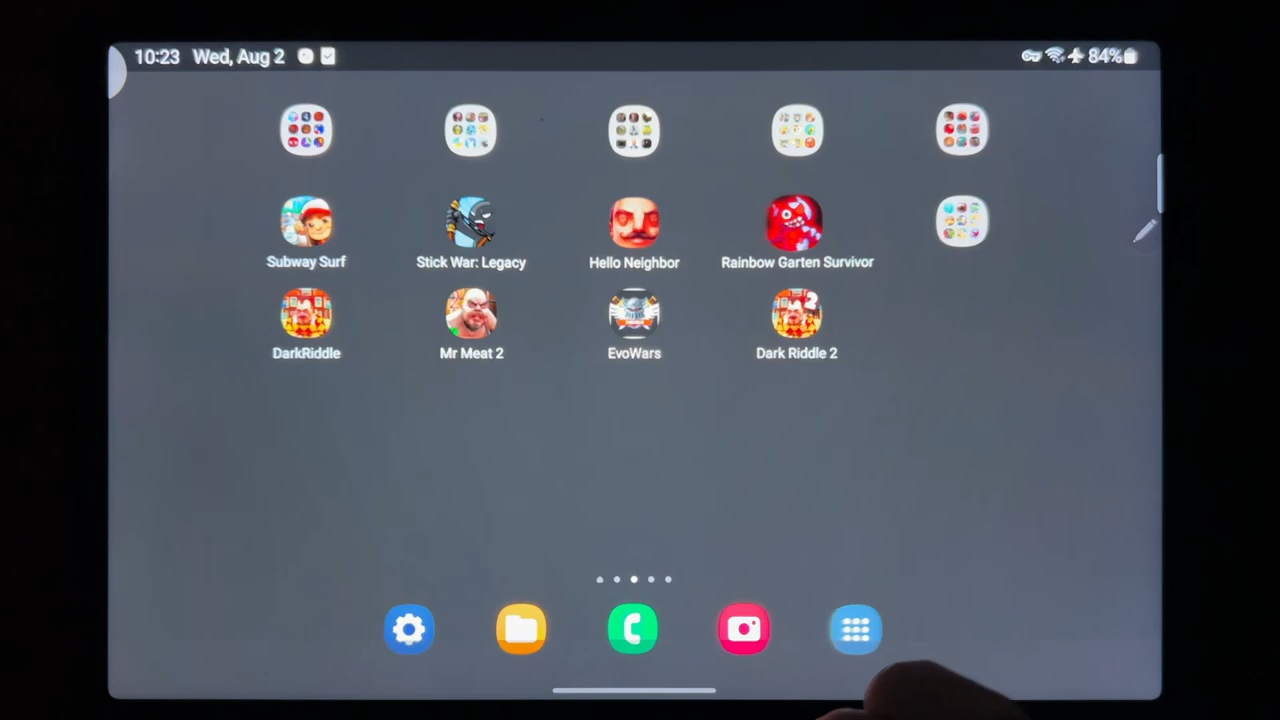 10:23 Wed, Aug 2 84%
Subway Surf Stick War: Legacy Hello Neighbor Rainbow Garten Survivor
2
DarkRiddle Mr Meat 2 EvoWars Dark Riddle 2